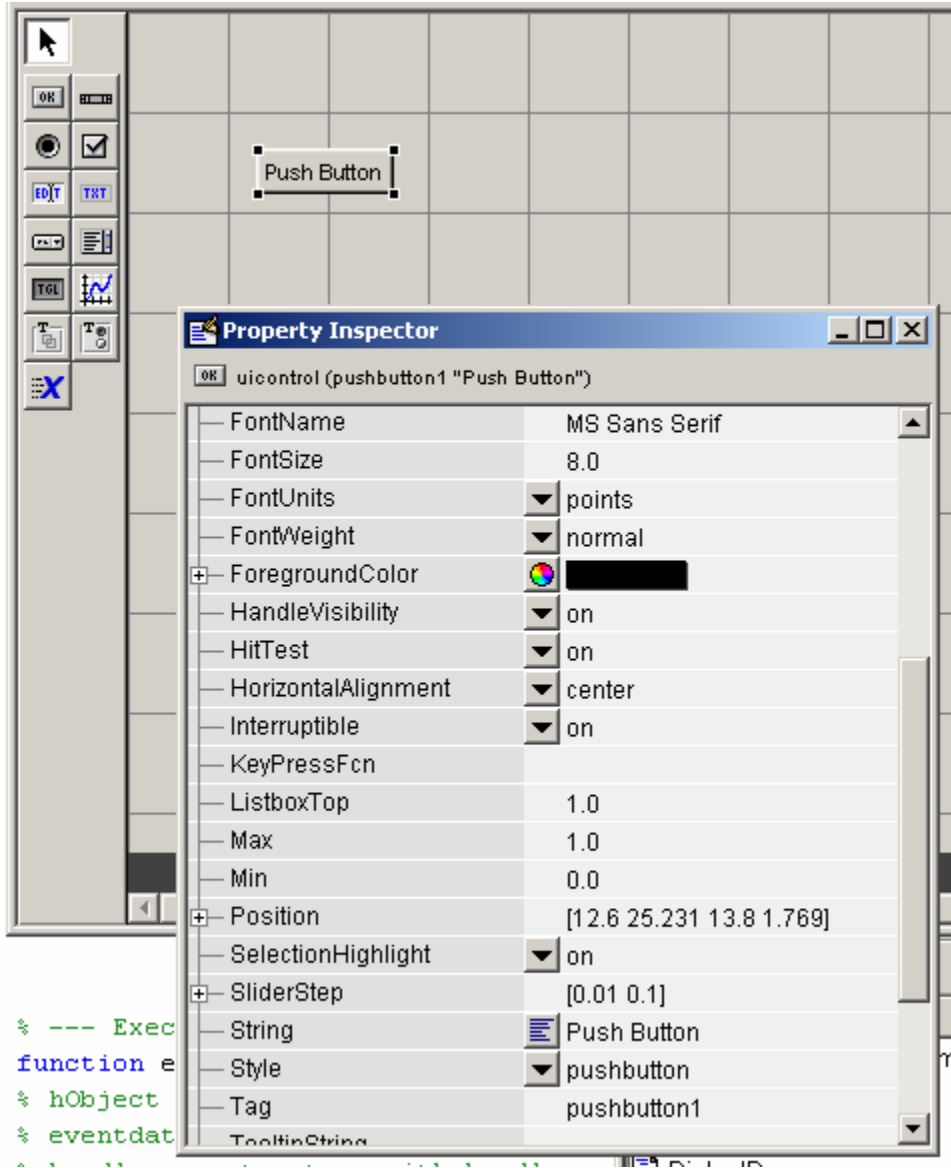 OK
EDIT TXT
TGL
Push Button
Property Inspector
OK uicontrol (pushbutton1 "Push Button")
FontName MS Sans Serif
FontSize 8.0
FontUnits points
FontWeight normal
ForegroundColor
HandleVisibility on
HitTest on
HorizontalAlignment center
Interruptible on
KeyPressFcn
ListboxTop 1.0
Max 1.0
Min 0.0
Position [12.6 25.231 13.8 1.769]
SelectionHighlight on
SliderStep [0.01 0.1]
String Push Button
Style pushbutton
Tag pushbutton1
TooltipString
% --- Exec
function e
% hObject
% eventdat